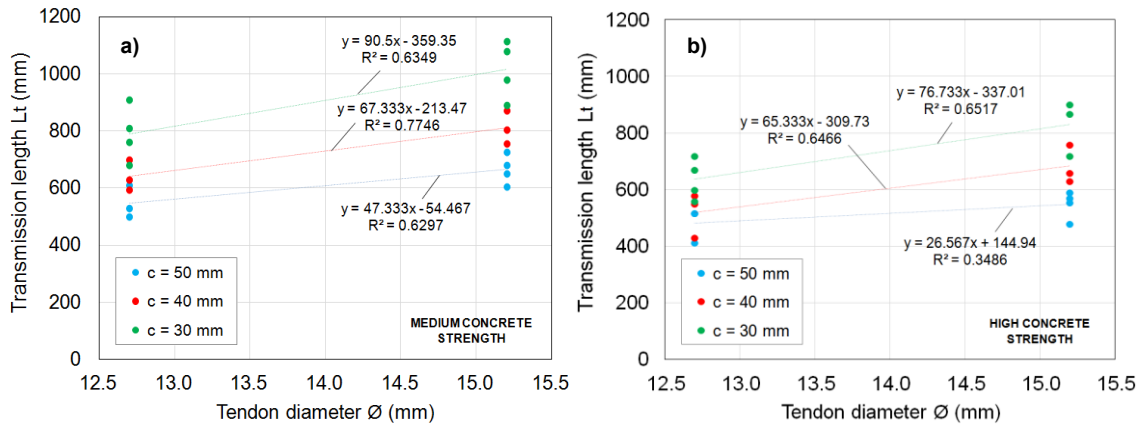 a)
Transmission length Lt (mm)
1200
1000
800
600
400
200
0
y = 90.5x - 359.35
R² = 0.6349
y = 67.333x - 213.47
R² = 0.7746
y = 47.333x - 54.467
R² = 0.6297
c = 50 mm
c = 40 mm
c = 30 mm
MEDIUM CONCRETE
STRENGTH
12.5 13.0 13.5 14.0 14.5 15.0 15.5
Tendon diameter Ø (mm)
b)
Transmission length Lt (mm)
1200
1000
800
600
400
200
0
y = 76.733x - 337.01
R² = 0.6517
y = 65.333x - 309.73
R² = 0.6466
y = 26.567x + 144.94
R² = 0.3486
c = 50 mm
c = 40 mm
c = 30 mm
HIGH CONCRETE
STRENGTH
12.5 13.0 13.5 14.0 14.5 15.0 15.5
Tendon diameter Ø (mm)